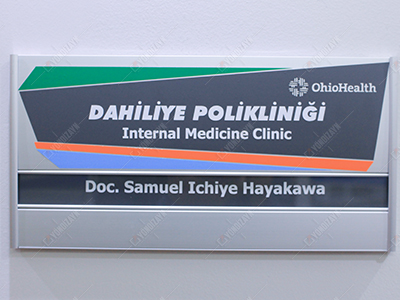 OhioHealth
DAHİLİYE POLİKLİNİĞİ
Internal Medicine Clinic
Doc. Samuel Ichiye Hayakawa